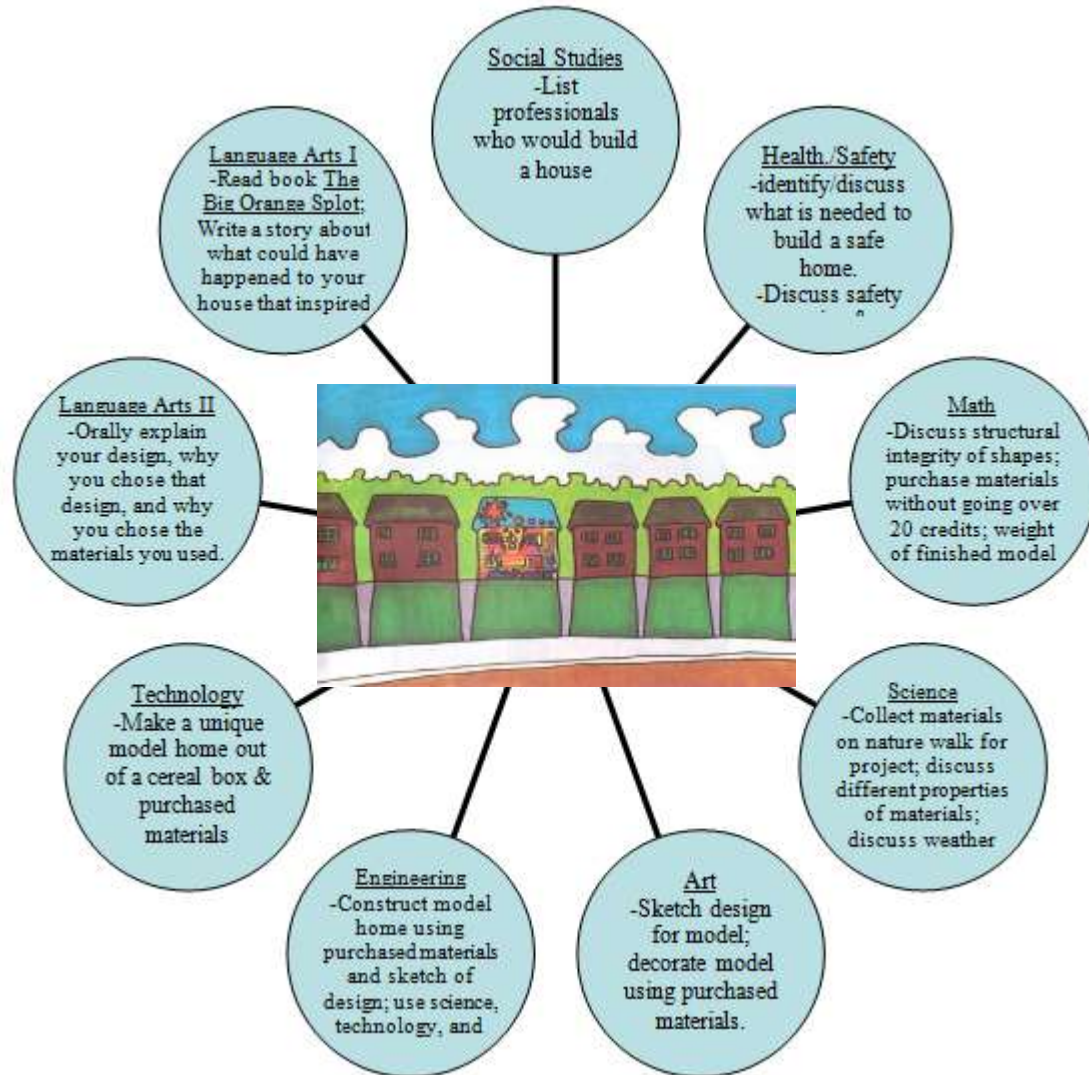 Social Studies
-List
professionals
who would build
a house
Health./Safety
-identify/discuss
what is needed to
build a safe
home.
-Discuss safety
Math
-Discuss structural
integrity of shapes;
purchase materials
without going over
20 credits; weight
of finished model
Science
-Collect materials
on nature walk for
project; discuss
different properties
of materials;
discuss weather
Art
-Sketch design
for model;
decorate model
using purchased
materials.
Engineering
-Construct model
home using
purchased materials
and sketch of
design; use science,
technology, and
Technology
-Make a unique
model home out
of a cereal box &
purchased
materials
Language Arts II
-Orally explain
your design, why
you chose that
design, and why
you chose the
materials you used.
Language Arts I
-Read book The
Big Orange Splot;
Write a story about
what could have
happened to your
house that inspired